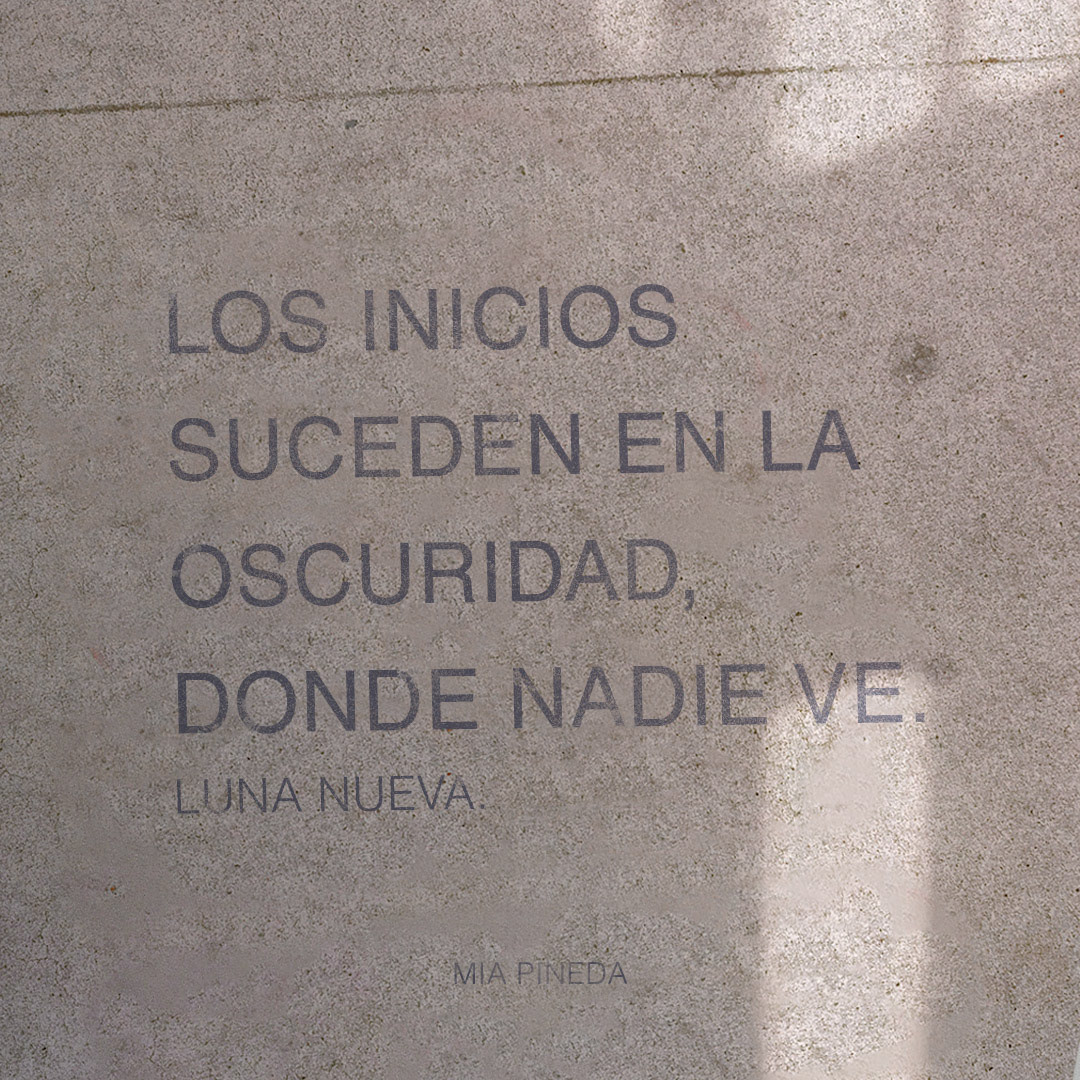 LOS INICIOS
SUCEDEN EN LA
OSCURIDAD,
DONDE NADIE VE.
LUNA NUEVA.
MIA PINEDA